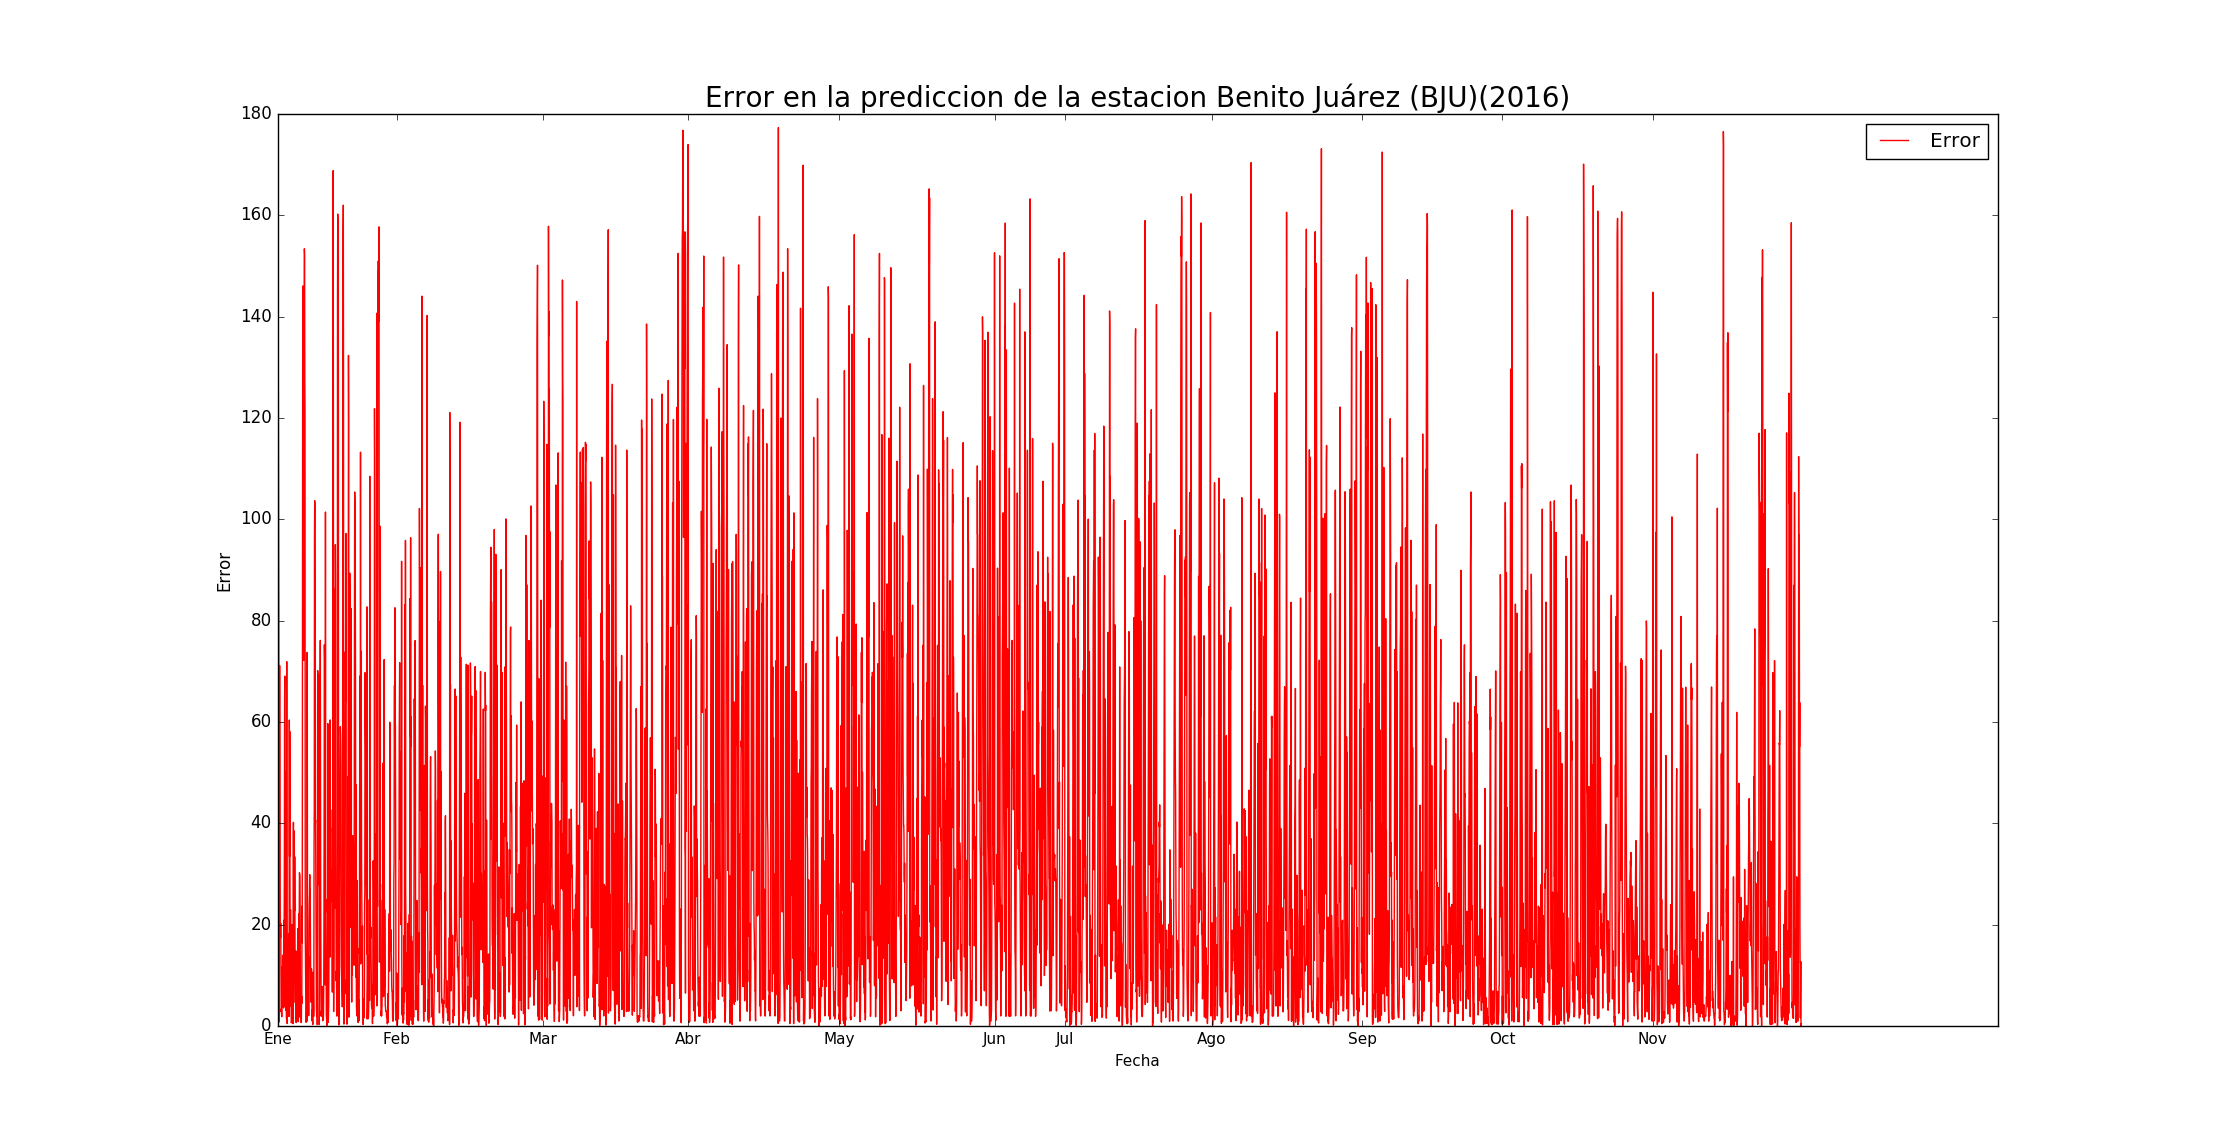 Error en la prediccion de la estacion Benito Juárez (BJU)(2016)
Error
180
160
140
120
100
80
60
40
20
0
Error
Ene Feb Mar Abr May Jun Jul Ago Sep Oct Nov
Fecha